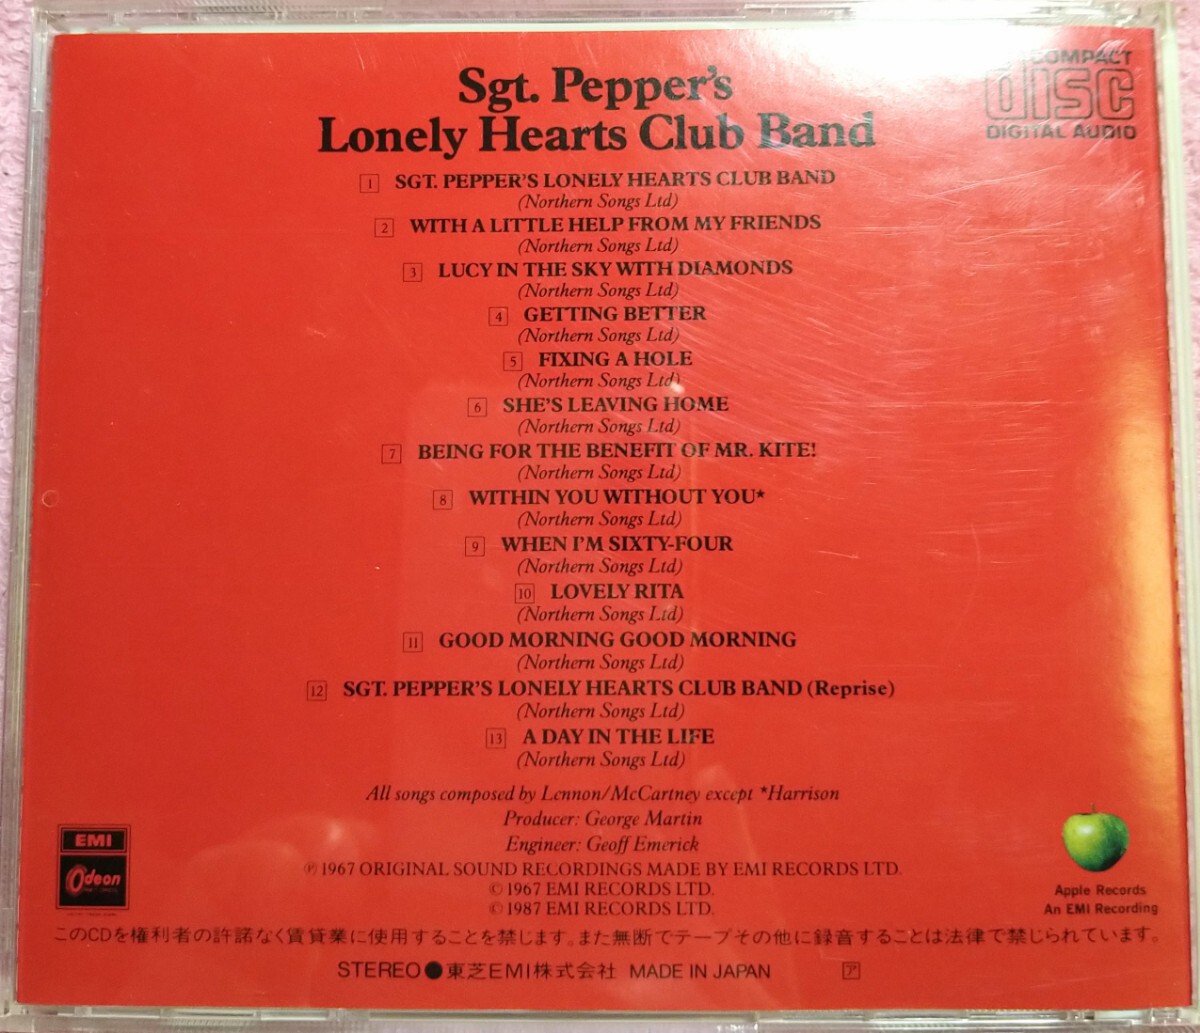 Sgt. Pepper's
Lonely Hearts Club Band
COMPACT
disc
DIGITAL AUDIO
1 SGT. PEPPER'S LONELY HEARTS CLUB BAND
(Northern Songs Ltd)
2 WITH A LITTLE HELP FROM MY FRIENDS
(Northern Songs Ltd)
3 LUCY IN THE SKY WITH DIAMONDS
(Northern Songs Ltd)
4 GETTING BETTER
(Northern Songs Ltd)
5 FIXING A HOLE
(Northern Songs Ltd)
6 SHE'S LEAVING HOME
(Northern Songs Ltd)
7 BEING FOR THE BENEFIT OF MR. KITE!
(Northern Songs Ltd)
8 WITHIN YOU WITHOUT YOU★
(Northern Songs Ltd)
9 WHEN I'M SIXTY-FOUR
(Northern Songs Ltd)
10 LOVELY RITA
(Northern Songs Ltd)
11 GOOD MORNING GOOD MORNING
(Northern Songs Ltd)
12 SGT. PEPPER'S LONELY HEARTS CLUB BAND (Reprise)
(Northern Songs Ltd)
13 A DAY IN THE LIFE
(Northern Songs Ltd)
All songs composed by Lennon/McCartney except ★Harrison
Producer: George Martin
Engineer: Geoff Emerick
℗ 1967 ORIGINAL SOUND RECORDINGS MADE BY EMI RECORDS LTD.
© 1967 EMI RECORDS LTD.
© 1987 EMI RECORDS LTD.
EMI
Odeon
Apple Records
An EMI Recording
このCDを権利者の許諾なく賃貸業に使用することを禁じます。また無断でテープその他に録音することは法律で禁じられています。
STEREO●東芝EMI株式会社 MADE IN JAPAN ア